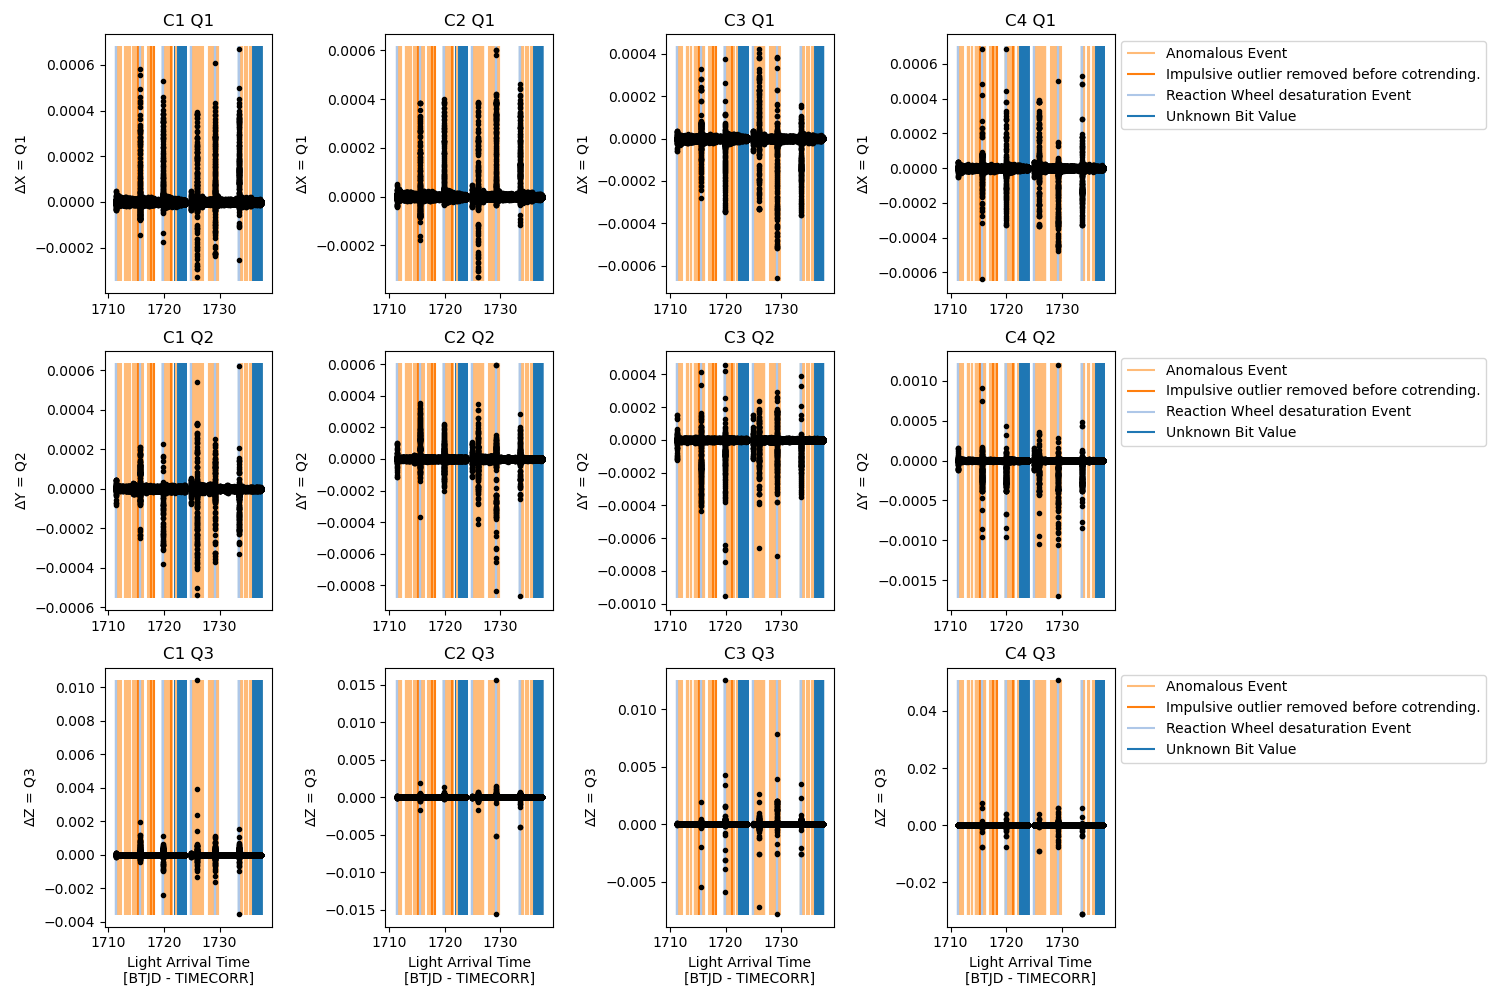 C1 Q1
C2 Q1
C3 Q1
C4 Q1
ΔX = Q1
0.0006
0.0004
0.0002
0.0000
−0.0002
1710 1720 1730
ΔX = Q1
0.0006
0.0004
0.0002
0.0000
−0.0002
1710 1720 1730
ΔX = Q1
0.0004
0.0002
0.0000
−0.0002
−0.0004
−0.0006
1710 1720 1730
ΔX = Q1
0.0006
0.0004
0.0002
0.0000
−0.0002
−0.0004
−0.0006
1710 1720 1730
Anomalous Event
Impulsive outlier removed before cotrending.
Reaction Wheel desaturation Event
Unknown Bit Value
C1 Q2
C2 Q2
C3 Q2
C4 Q2
ΔY = Q2
0.0006
0.0004
0.0002
0.0000
−0.0002
−0.0004
−0.0006
1710 1720 1730
ΔY = Q2
0.0006
0.0004
0.0002
0.0000
−0.0002
−0.0004
−0.0006
−0.0008
1710 1720 1730
ΔY = Q2
0.0004
0.0002
0.0000
−0.0002
−0.0004
−0.0006
−0.0008
−0.0010
1710 1720 1730
ΔY = Q2
0.0010
0.0005
0.0000
−0.0005
−0.0010
−0.0015
1710 1720 1730
Anomalous Event
Impulsive outlier removed before cotrending.
Reaction Wheel desaturation Event
Unknown Bit Value
C1 Q3
C2 Q3
C3 Q3
C4 Q3
ΔZ = Q3
0.010
0.008
0.006
0.004
0.002
0.000
−0.002
−0.004
1710 1720 1730
Light Arrival Time
[BTJD - TIMECORR]
ΔZ = Q3
0.015
0.010
0.005
0.000
−0.005
−0.010
−0.015
1710 1720 1730
Light Arrival Time
[BTJD - TIMECORR]
ΔZ = Q3
0.010
0.005
0.000
−0.005
1710 1720 1730
Light Arrival Time
[BTJD - TIMECORR]
ΔZ = Q3
0.04
0.02
0.00
−0.02
1710 1720 1730
Light Arrival Time
[BTJD - TIMECORR]
Anomalous Event
Impulsive outlier removed before cotrending.
Reaction Wheel desaturation Event
Unknown Bit Value